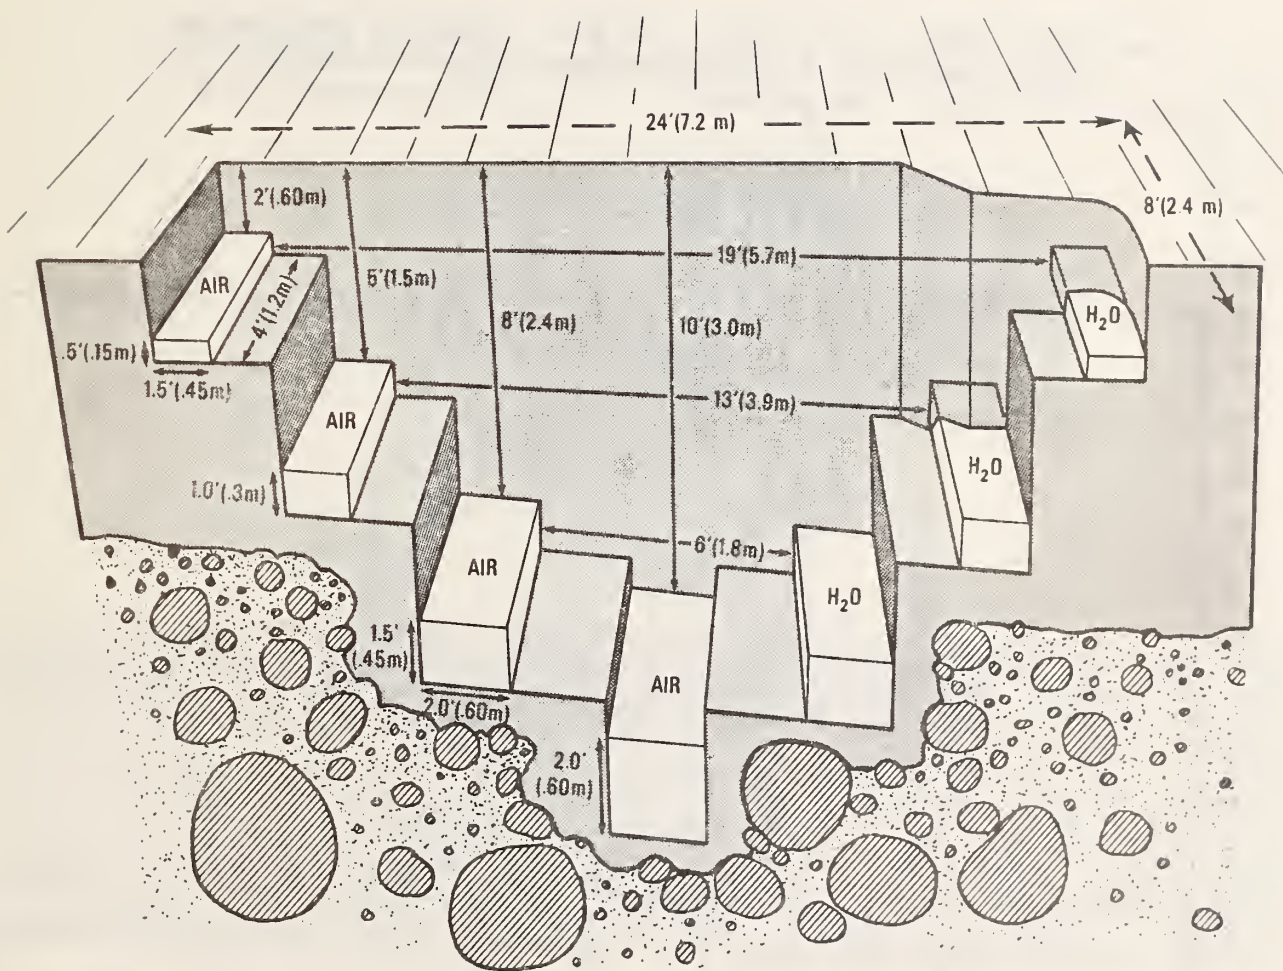 24'(7.2 m)
2'(.60m)
8'(2.4 m)
19'(5.7m)
5'(1.5m)
AIR
4'(1.2m)
8'(2.4m)
10'(3.0m)
H₂O
.5'(.15m)
1.5'(.45m)
13'(3.9m)
AIR
H₂O
1.0'(.3m)
6'(1.8m)
AIR
H₂O
1.5'
(.45m)
AIR
2.0'(.60m)
2.0'
(.60m)